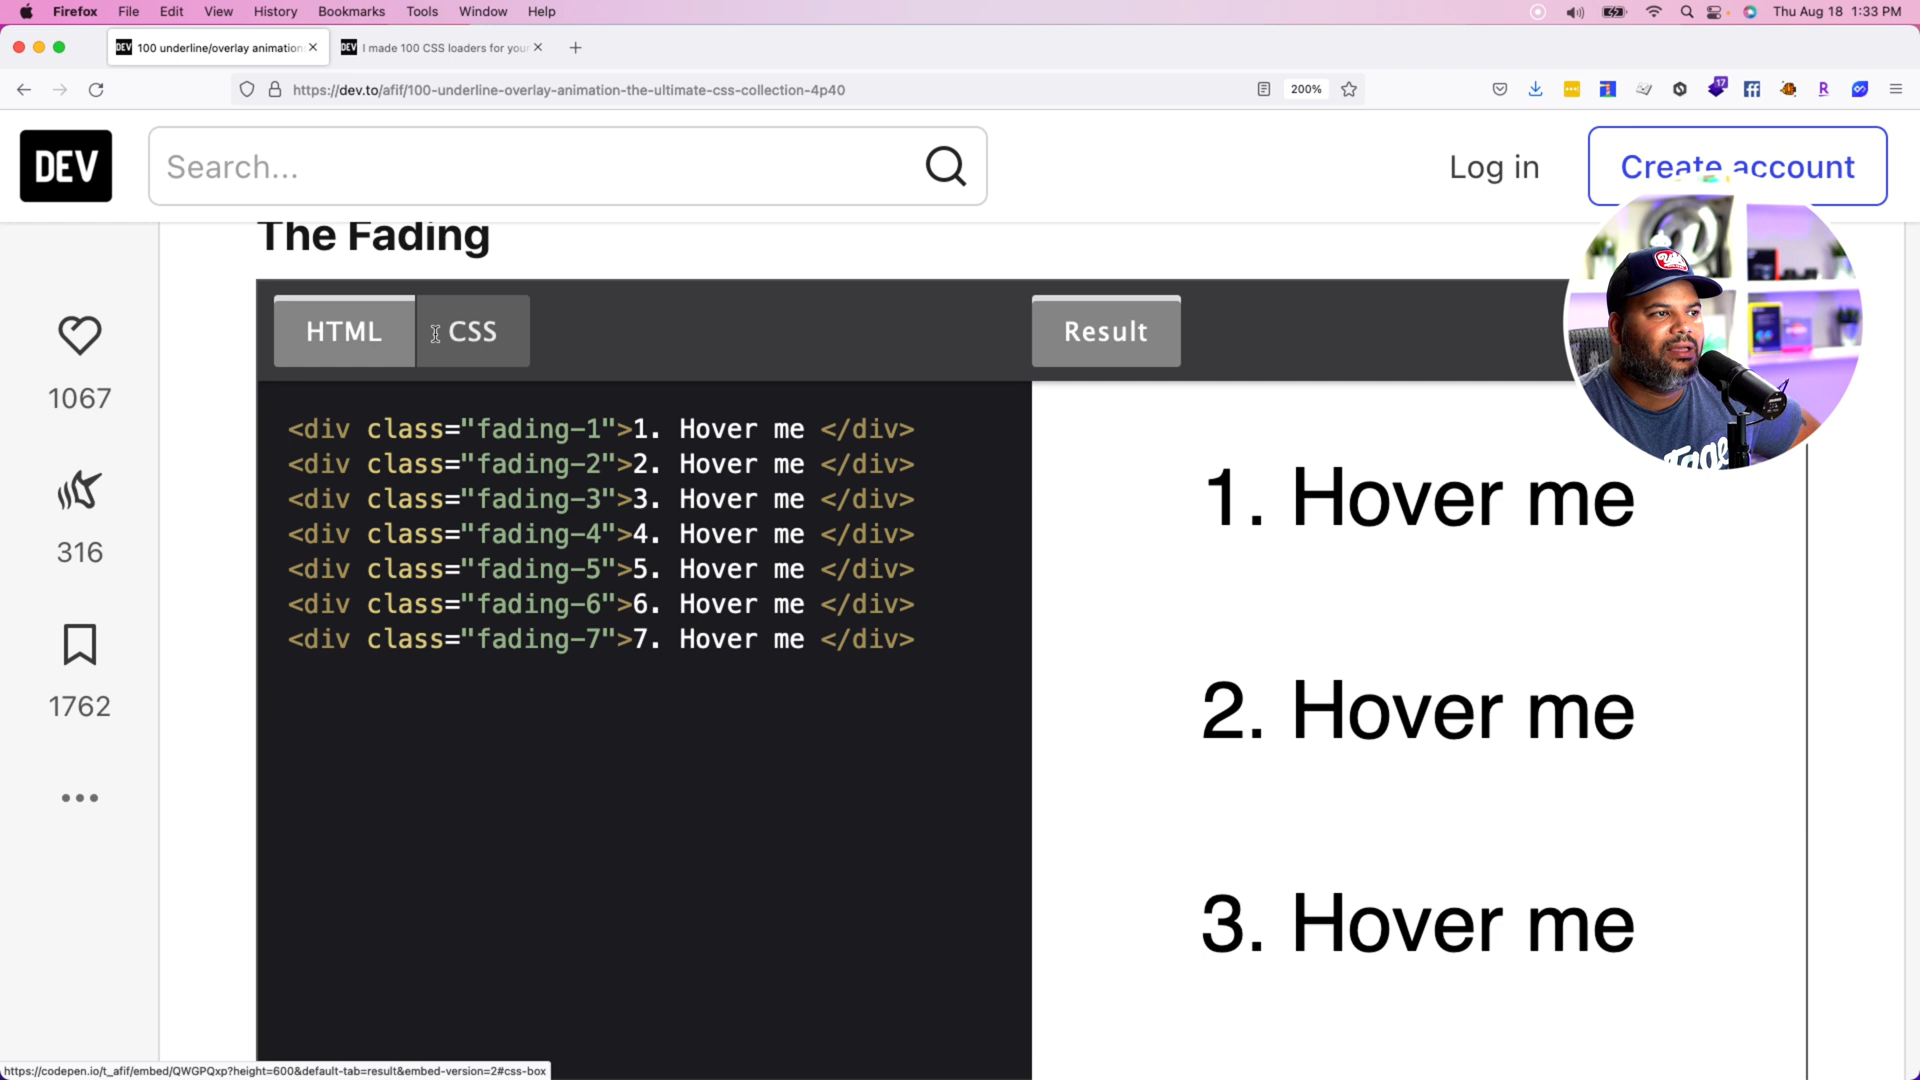 Firefox File Edit View History Bookmarks Tools Window Help Thu Aug 18 1:33 PM
DEV 100 underline/overlay animation DEV I made 100 CSS loaders for your
https://dev.to/afif/100-underline-overlay-animation-the-ultimate-css-collection-4p40 200% 17
DEV Search... Log in Create account
The Fading
HTML CSS Result
1067
316
1762
<div class="fading-1">1. Hover me </div>
<div class="fading-2">2. Hover me </div>
<div class="fading-3">3. Hover me </div>
<div class="fading-4">4. Hover me </div>
<div class="fading-5">5. Hover me </div>
<div class="fading-6">6. Hover me </div>
<div class="fading-7">7. Hover me </div>
1. Hover me
2. Hover me
3. Hover me
https://codepen.io/t_afif/embed/QWGPQxp?height=600&default-tab=result&embed-version=2#css-box